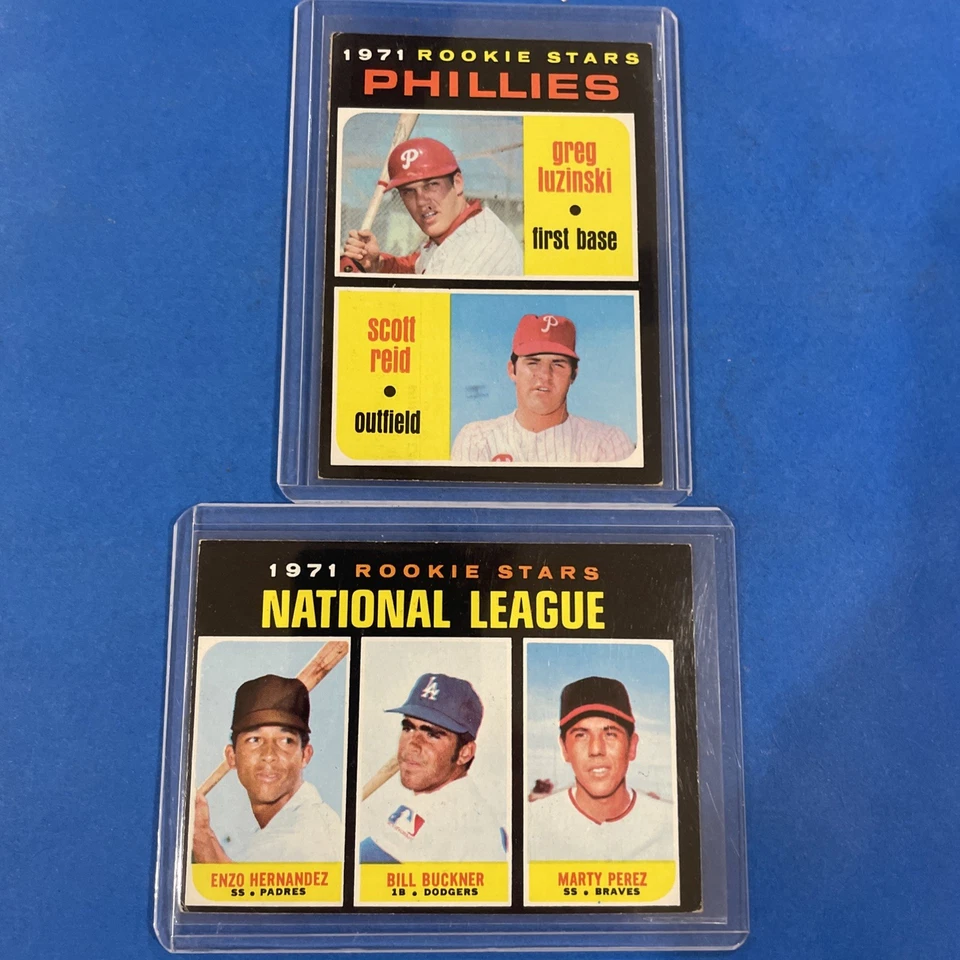 1971 ROOKIE STARS
PHILLIES
greg
luzinski
•
first base
P
scott
reid
•
outfield
P
1971 ROOKIE STARS
NATIONAL LEAGUE
LA
ENZO HERNANDEZ
SS • PADRES
BILL BUCKNER
1B • DODGERS
MARTY PEREZ
SS • BRAVES